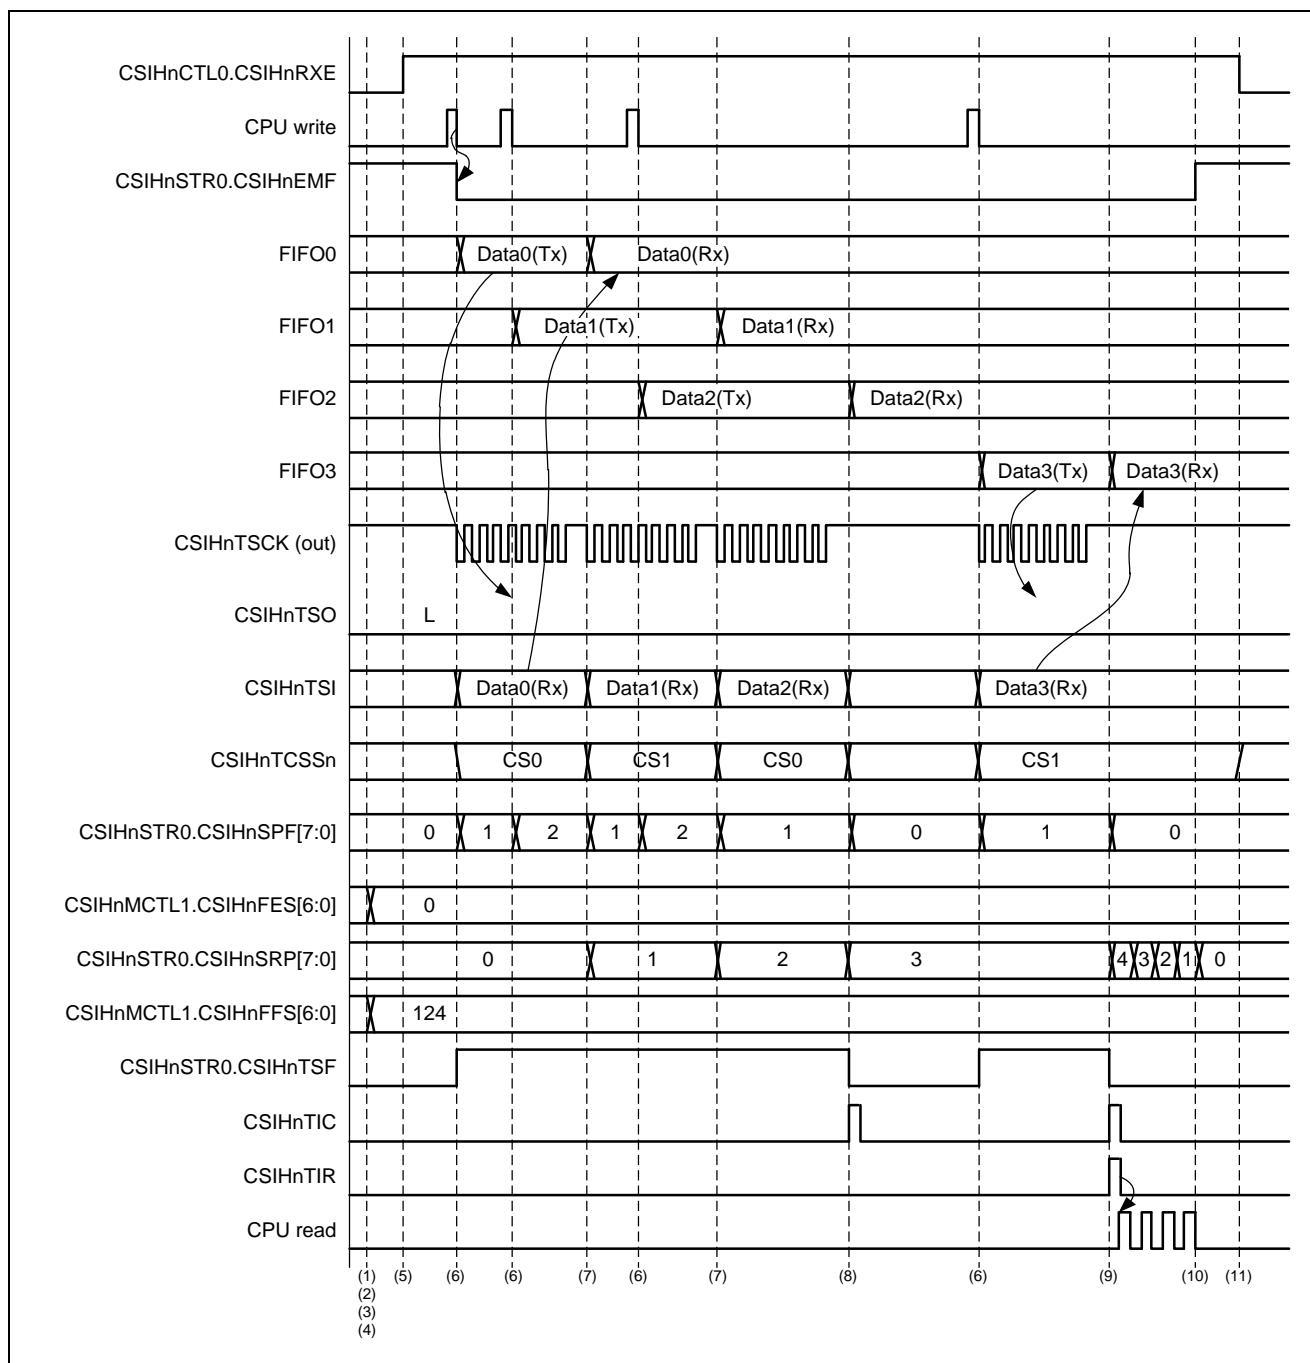 CSIHnCTL0.CSIHnRXE
CPU write
CSIHnSTR0.CSIHnEMF
FIFO0 Data0(Tx) Data0(Rx)
FIFO1 Data1(Tx) Data1(Rx)
FIFO2 Data2(Tx) Data2(Rx)
FIFO3 Data3(Tx) Data3(Rx)
CSIHnTSCK (out)
CSIHnTSO L
CSIHnTSI Data0(Rx) Data1(Rx) Data2(Rx) Data3(Rx)
CSIHnTCSSn CS0 CS1 CS0 CS1
CSIHnSTR0.CSIHnSPF[7:0] 0 1 2 1 2 1 0 1 0
CSIHnMCTL1.CSIHnFES[6:0] 0
CSIHnSTR0.CSIHnSRP[7:0] 0 1 2 3 4 3 2 1 0
CSIHnMCTL1.CSIHnFFS[6:0] 124
CSIHnSTR0.CSIHnTSF
CSIHnTIC
CSIHnTIR
CPU read
(1) (5) (6) (6) (7) (6) (7) (8) (6) (9) (10) (11)
(2)
(3)
(4)